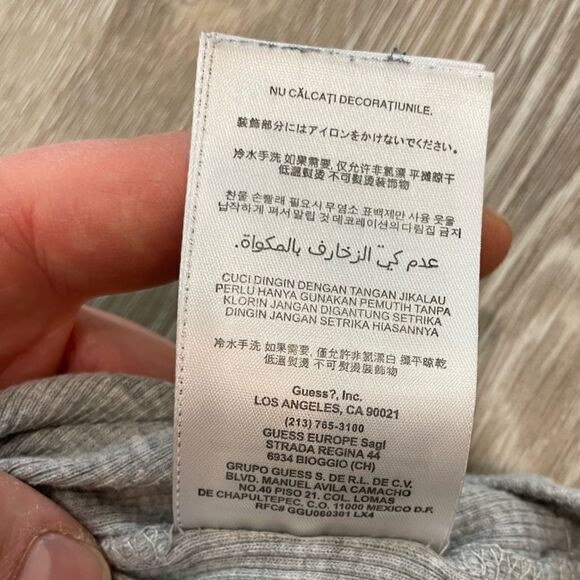 NU CĂLCAȚI DECORAȚIUNILE.
装飾部分にはアイロンをかけないでください。
冷水手洗 如果需要, 仅允许非氯漂 平摊晾干
低溫熨烫 不可熨烫装饰物
찬물 손빨래 필요시 무염소 표백제만 사용 옷을
납작하게 펴서 말릴 것 데코레이션의 다림질 금지
عدم كي الزخارف بالمكواة.
CUCI DINGIN DENGAN TANGAN JIKALAU
PERLU HANYA GUNAKAN PEMUTIH TANPA
KLORIN JANGAN DIGANTUNG SETRIKA
DINGIN JANGAN SETRIKA HIASANNYA
冷水手洗 如果需要, 僅允許非氯漂白 攤平晾乾
低溫熨燙 不可熨燙裝飾物
Guess?, Inc.
LOS ANGELES, CA 90021
(213) 765-3100
GUESS EUROPE Sagl
STRADA REGINA 44
6934 BIOGGIO (CH)
GRUPO GUESS S. DE R.L. DE C.V.
BLVD. MANUEL AVILA CAMACHO
NO.40 PISO 21. COL. LOMAS
DE CHAPULTEPEC. C.O. 11000 MEXICO D.F.
RFC# GGU060301 LX4